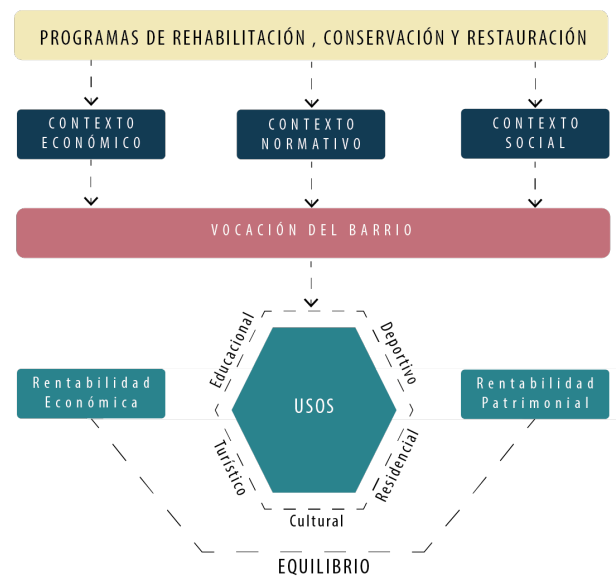 PROGRAMAS DE REHABILITACIÓN , CONSERVACIÓN Y RESTAURACIÓN
CONTEXTO
ECONÓMICO
CONTEXTO
NORMATIVO
CONTEXTO
SOCIAL
VOCACIÓN DEL BARRIO
Educacional
Deportivo
Rentabilidad
Económica
USOS
Rentabilidad
Patrimonial
Turístico
Residencial
Cultural
EQUILIBRIO